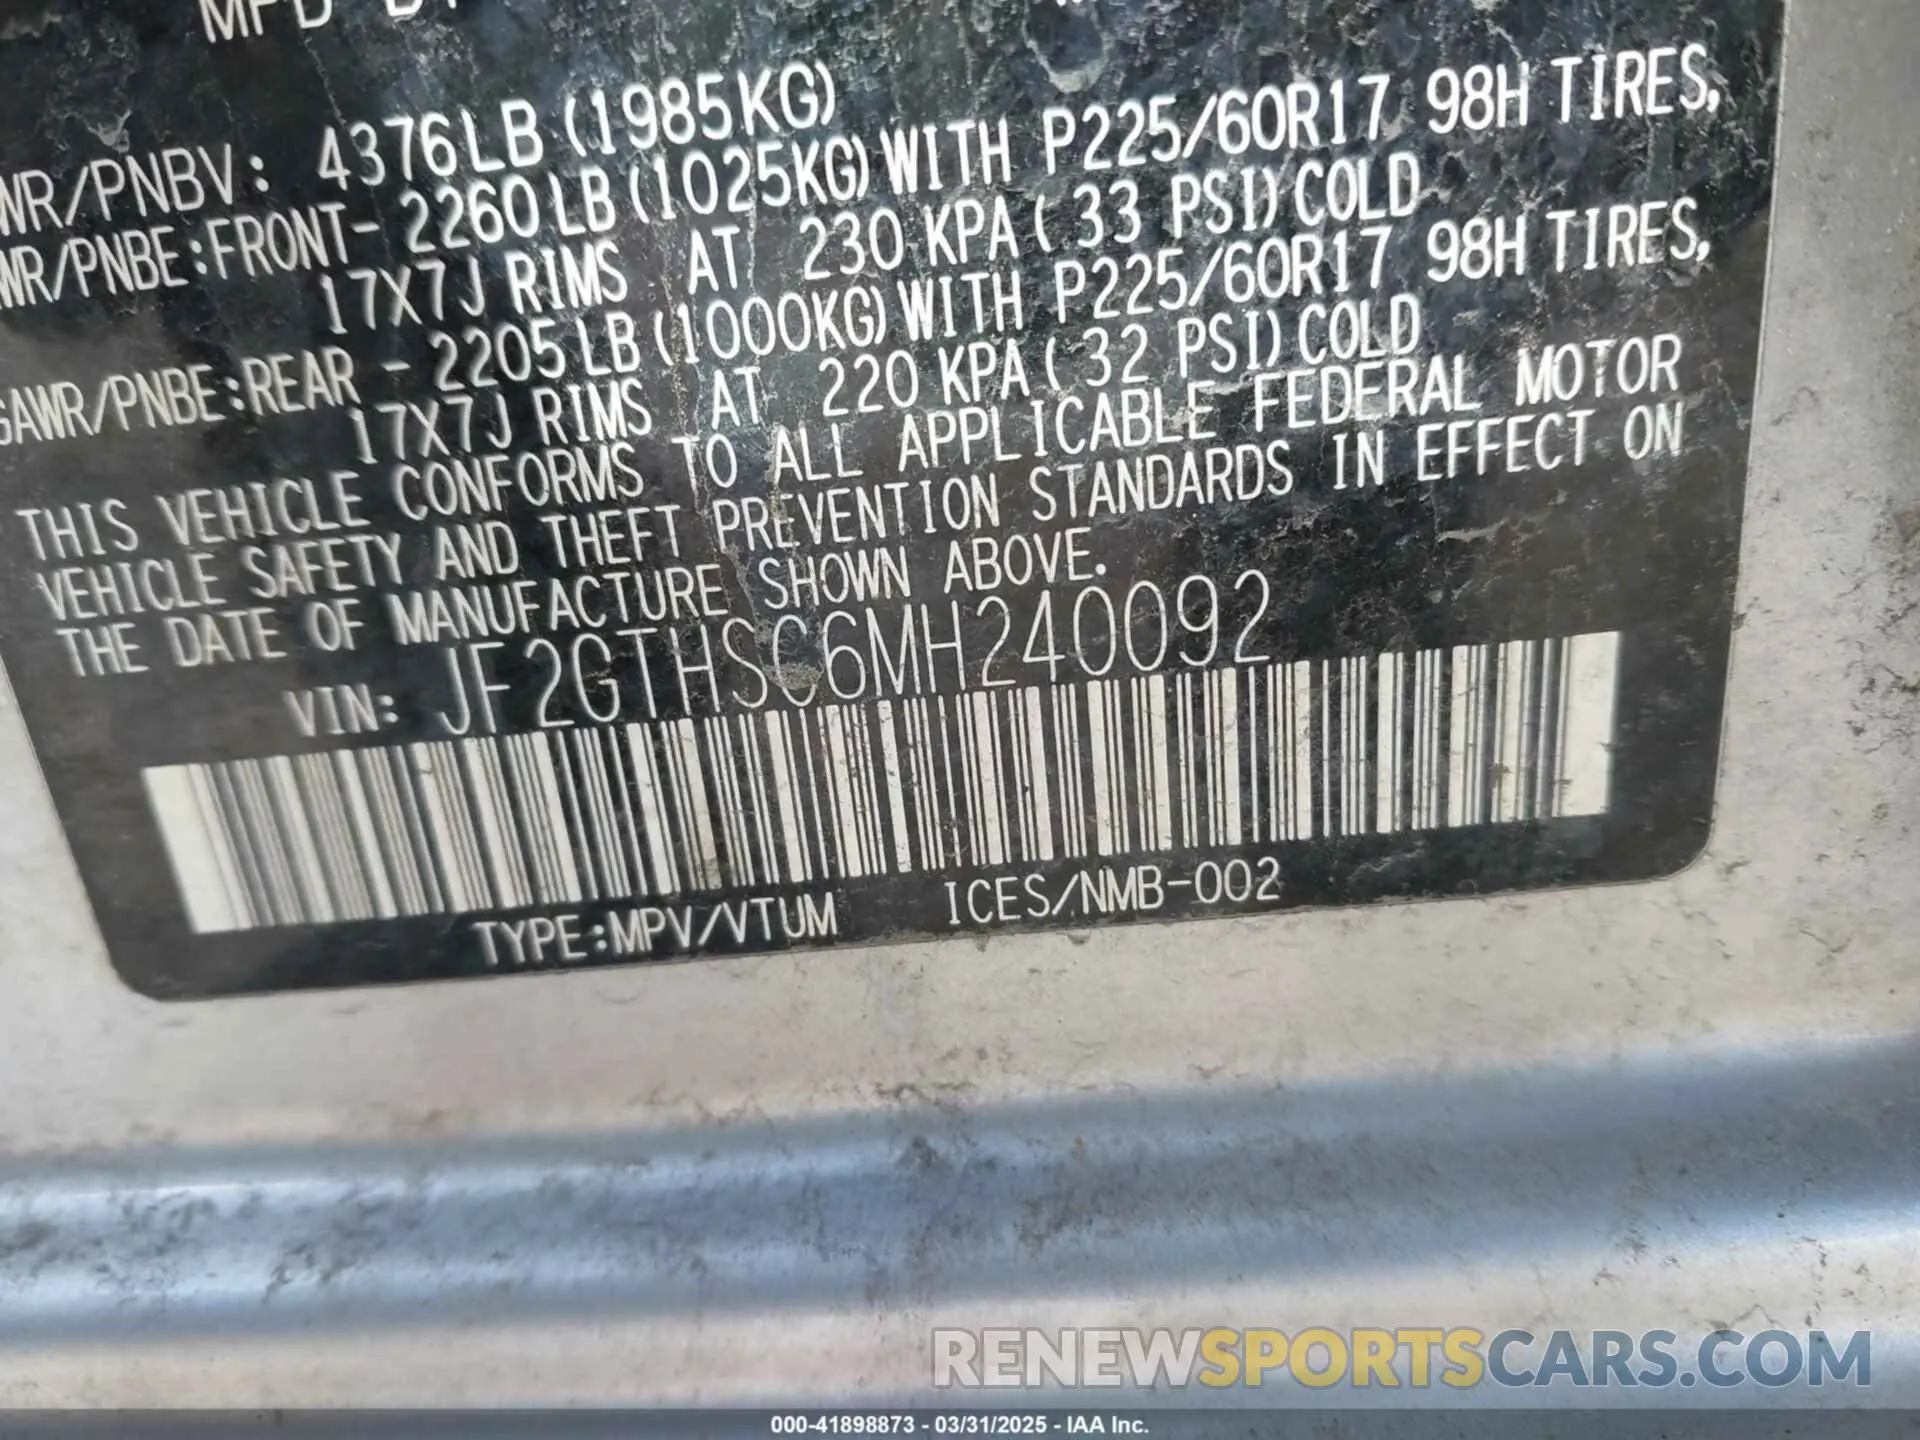 WR/PNBV: 4376LB (1985KG)
WR/PNBE:FRONT- 2260LB (1025KG) WITH P225/60R17 98H TIRES,
17X7J RIMS AT 230 KPA ( 33 PSI) COLD
GAWR/PNBE:REAR - 2205LB (1000KG) WITH P225/60R17 98H TIRES,
17X7J RIMS AT 220 KPA ( 32 PSI) COLD
THIS VEHICLE CONFORMS TO ALL APPLICABLE FEDERAL MOTOR
VEHICLE SAFETY AND THEFT PREVENTION STANDARDS IN EFFECT ON
THE DATE OF MANUFACTURE SHOWN ABOVE.
VIN: JF2GTHSC6MH240092
TYPE:MPV/VTUM ICES/NMB-002
RENEWSPORTSCARS.COM
000-41898873 - 03/31/2025 - IAA Inc.